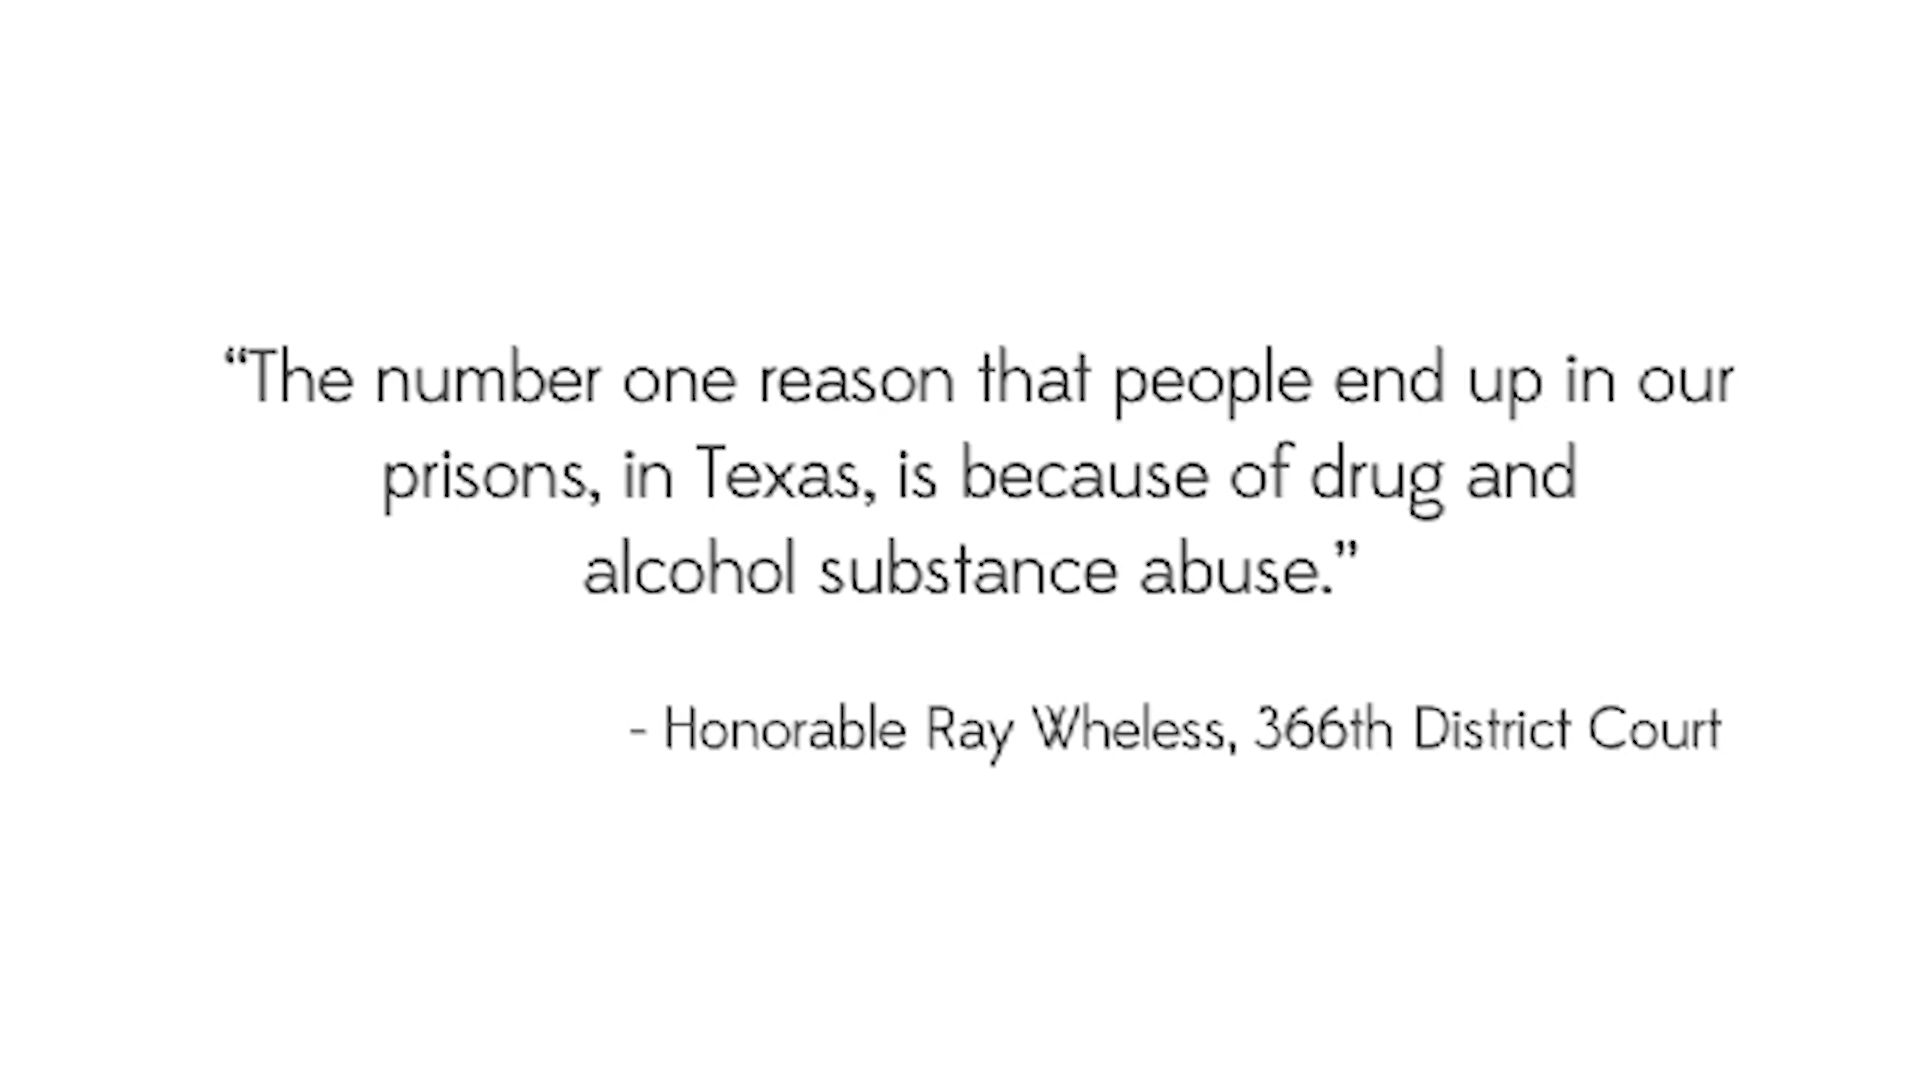 “The number one reason that people end up in our
prisons, in Texas, is because of drug and
alcohol substance abuse.”
- Honorable Ray Wheless, 366th District Court